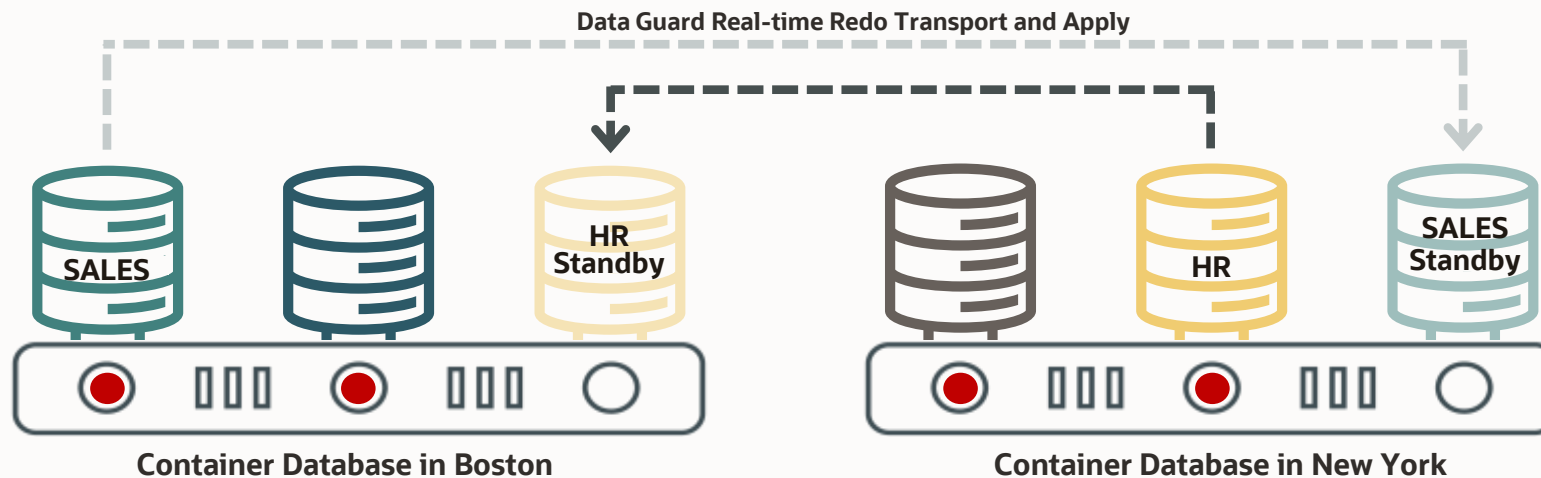 Data Guard Real-time Redo Transport and Apply
SALES
HR
Standby
HR
SALES
Standby
Container Database in Boston
Container Database in New York